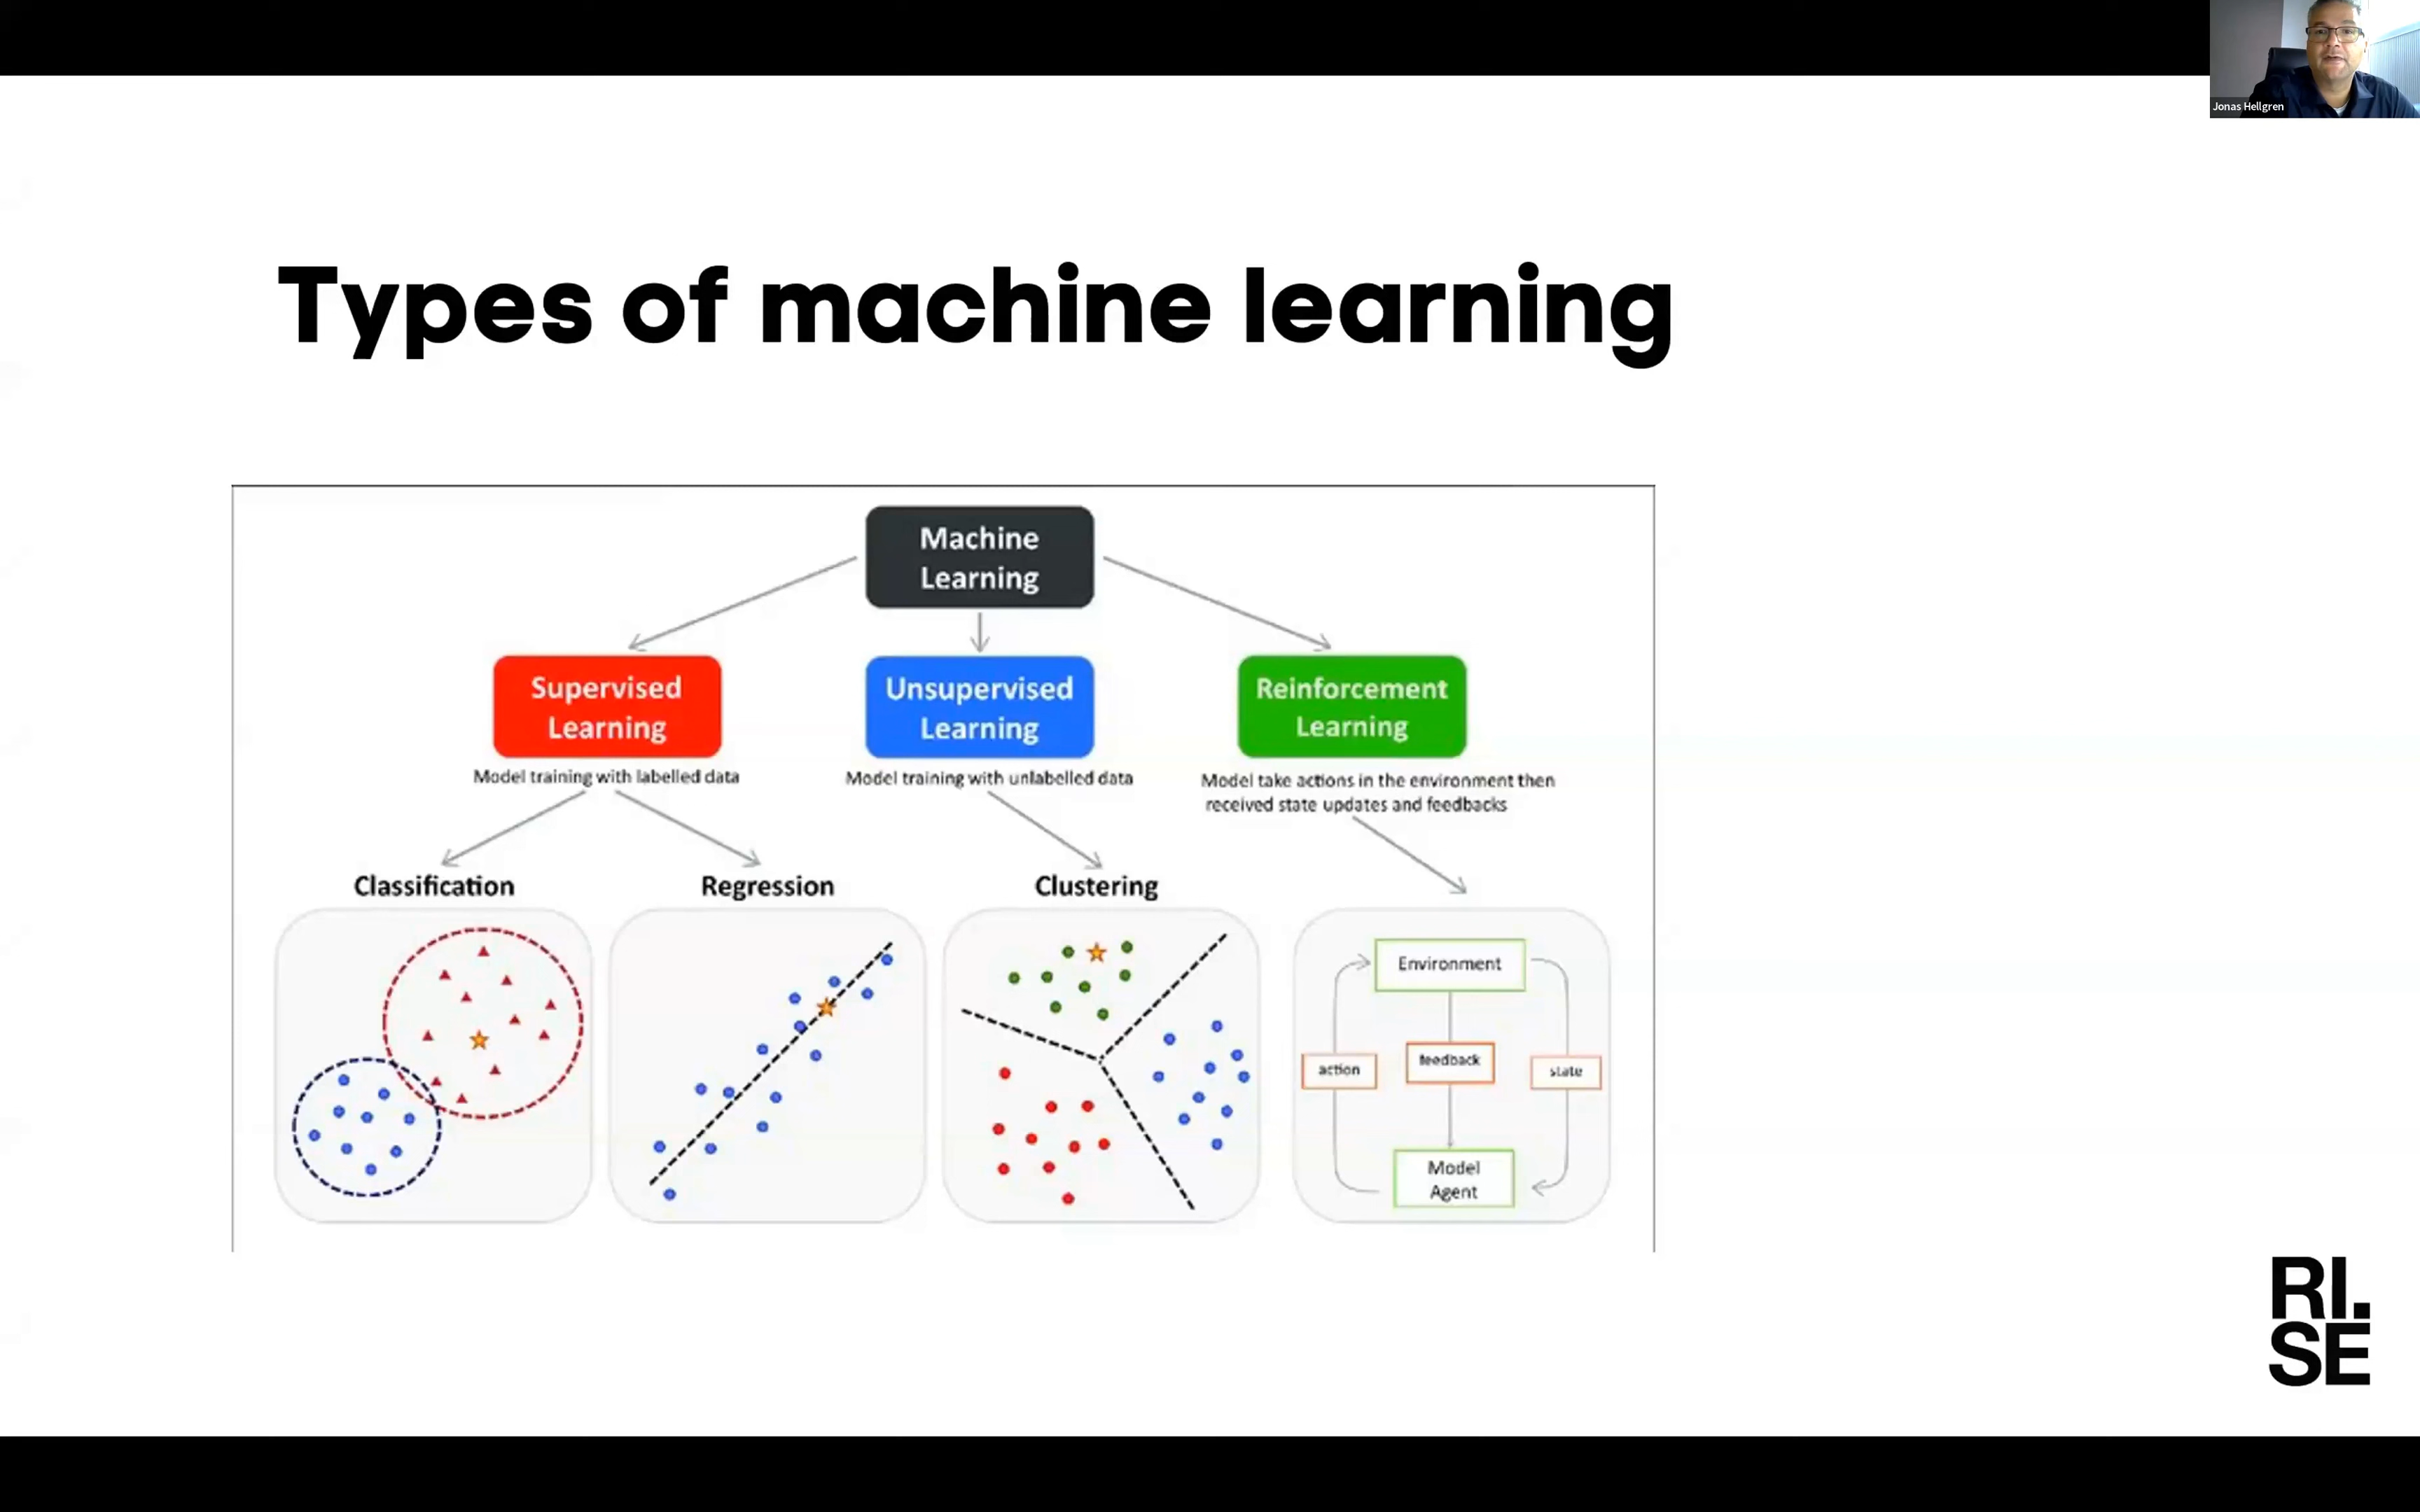 Jonas Hellgren
Types of machine learning
Machine
Learning
Supervised
Learning
Unsupervised
Learning
Reinforcement
Learning
Model training with labelled data
Model training with unlabelled data
Model take actions in the environment then
received state updates and feedbacks
Classification
Regression
Clustering
Environment
action
feedback
state
Model
Agent
RI.
SE